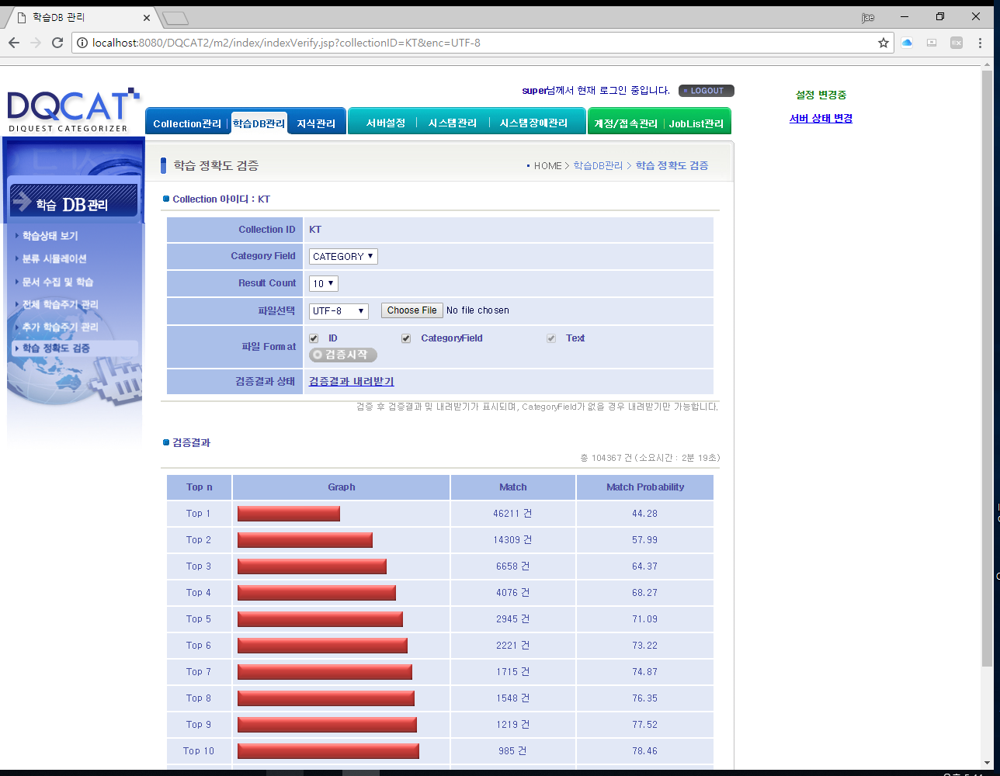 학습DB 관리
jae
localhost:8080/DQCAT2/m2/index/indexVerify.jsp?collectionID=KT&enc=UTF-8
super님께서 현재 로그인 중입니다.
LOGOUT
설정 변경중
서버 상태 변경
DQCAT
DIQUEST CATEGORIZER
Collection관리 | 학습DB관리 지식관리 서버설정 | 시스템관리 | 시스템장애관리 계정/접속관리 | JobList관리
학습 정확도 검증
HOME > 학습DB관리 > 학습 정확도 검증
학습 DB관리
학습상태 보기
분류 시뮬레이션
문서 수집 및 학습
전체 학습주기 관리
추가 학습주기 관리
학습 정확도 검증
Collection 아이디 : KT
Collection ID KT
Category Field CATEGORY
Result Count 10
파일선택 UTF-8 Choose File No file chosen
파일 Format ID CategoryField Text
검증시작
검증결과 상태 검증결과 내려받기
검증 후 검증결과 및 내려받기가 표시되며, CategoryField가 없을 경우 내려받기만 가능합니다.
검증결과
총 104367 건 (소요시간 : 2분 19초)
Top n Graph Match Match Probability
Top 1 46211 건 44.28
Top 2 14309 건 57.99
Top 3 6658 건 64.37
Top 4 4076 건 68.27
Top 5 2945 건 71.09
Top 6 2221 건 73.22
Top 7 1715 건 74.87
Top 8 1548 건 76.35
Top 9 1219 건 77.52
Top 10 985 건 78.46